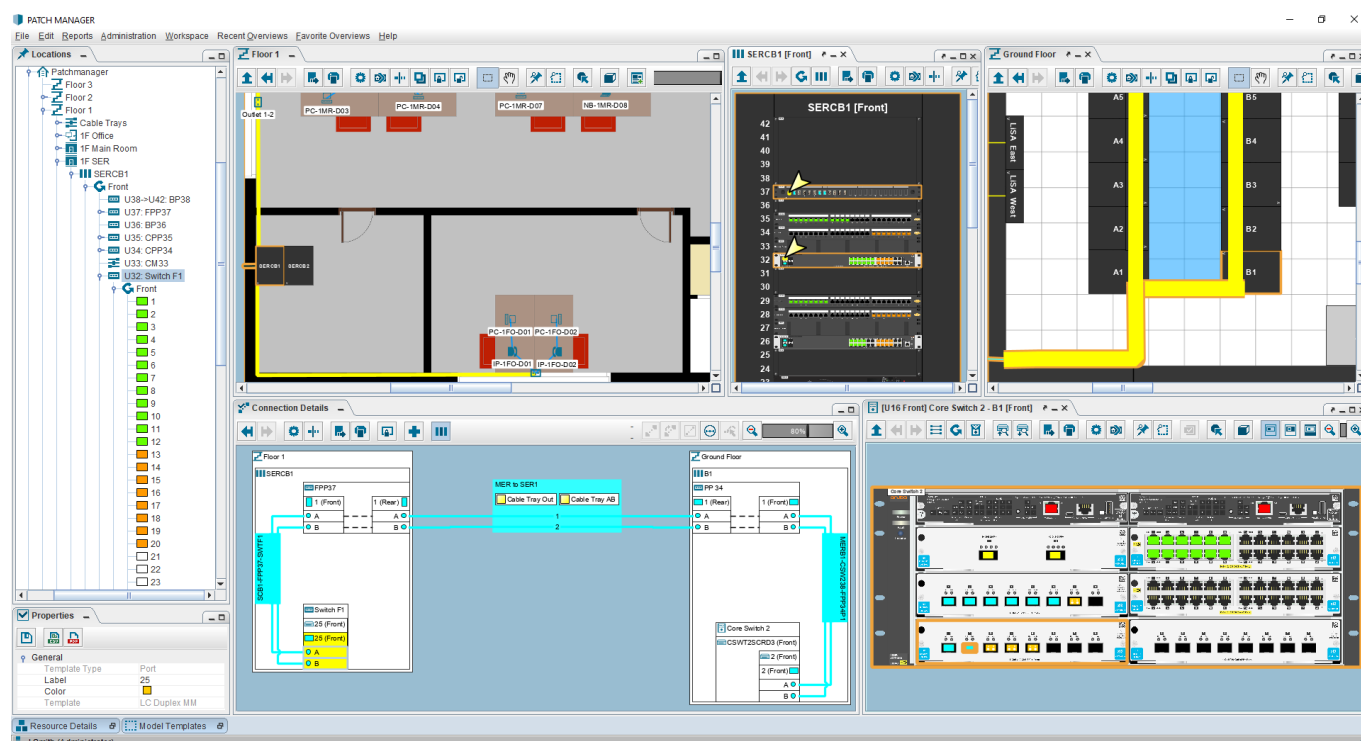 PATCH MANAGER
File Edit Reports Administration Workspace Recent Overviews Favorite Overviews Help
Locations
Patchmanager
Floor 3
Floor 2
Floor 1
Cable Trays
1F Office
1F Main Room
1F SER
SERCB1
Front
U38->U42: BP38
U37: FPP37
U36: BP36
U35: CPP35
U34: CPP34
U33: CM33
U32: Switch F1
Front
1
2
3
4
5
6
7
8
9
10
11
12
13
14
15
16
17
18
19
20
21
22
23
Properties
General
Template Type Port
Label 25
Color
Template LC Duplex MM
Resource Details
Model Templates
Floor 1
Outlet 1-2
PC-1MR-D03
PC-1MR-D04
PC-1MR-D07
NB-1MR-D08
SERCB1 SERCB2
PC-1FO-D01 PC-1FO-D02
IP-1FO-D01 IP-1FO-D02
SERCB1 [Front]
SERCB1 [Front]
42
41
40
39
38
37
36
35
34
33
32
31
30
29
28
27
26
25
24
23
Ground Floor
LiSA East
LiSA West
A5
A4
A3
A2
A1
B5
B4
B3
B2
B1
Connection Details
80%
Floor 1
SERCB1
FPP37
1 (Front) 1 (Rear)
A A
B B
SCB1-FPP37-SWTF1
Switch F1
25 (Front)
25 (Front)
A
B
MER to SER1
Cable Tray Out Cable Tray AB
1
2
Ground Floor
B1
PP 34
1 (Rear) 1 (Front)
A A
B B
MERB1-CSW238-FPP34P1
Core Switch 2
CSWT2SCRD3 (Front)
2 (Front)
2 (Front)
A
B
[U16 Front] Core Switch 2 - B1 [Front]
Core Switch 2